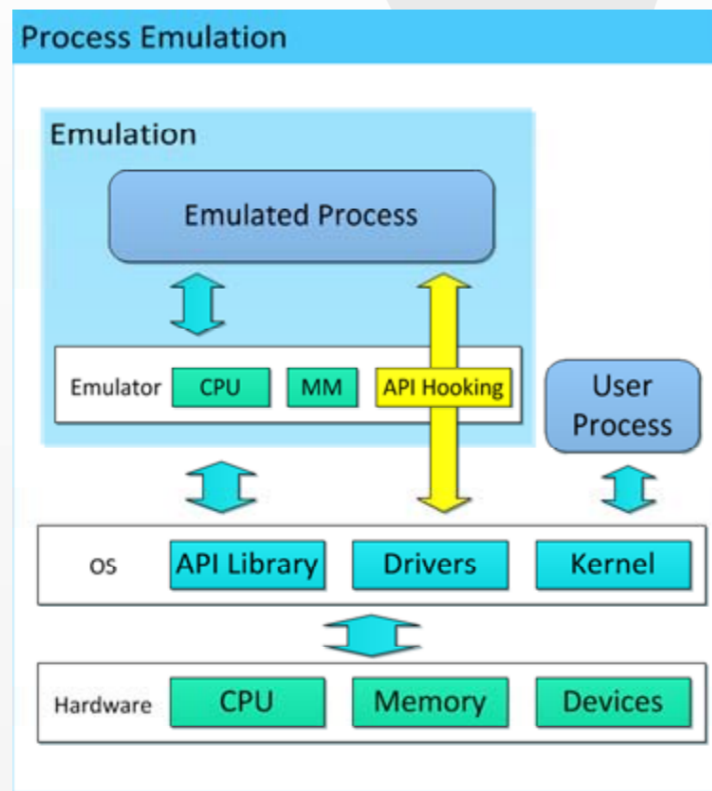 Process Emulation
Emulation
Emulated Process
Emulator CPU MM API Hooking
User
Process
OS API Library Drivers Kernel
Hardware CPU Memory Devices